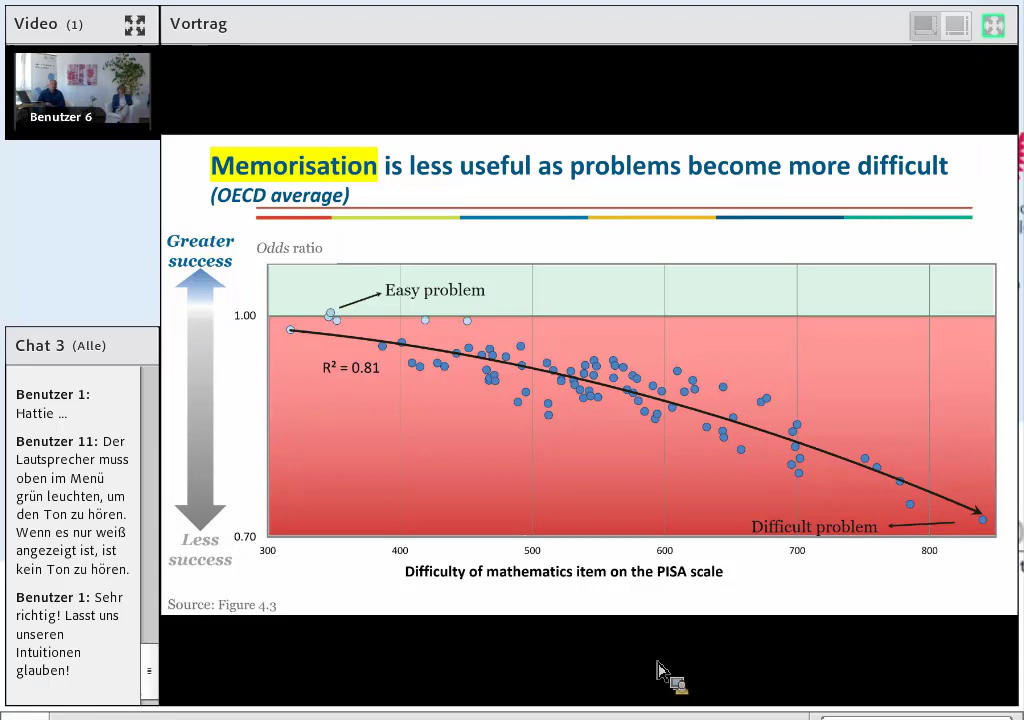 Video (1)
Vortrag
Benutzer 6
Memorisation is less useful as problems become more difficult
(OECD average)
Greater
success
Odds ratio
Easy problem
1.00
R² = 0.81
Difficult problem
0.70
Less
success
300 400 500 600 700 800
Difficulty of mathematics item on the PISA scale
Source: Figure 4.3
Chat 3 (Alle)
Benutzer 1:
Hattie ...
Benutzer 11: Der
Lautsprecher muss
oben im Menü
grün leuchten, um
den Ton zu hören.
Wenn es nur weiß
angezeigt ist, ist
kein Ton zu hören.
Benutzer 1: Sehr
richtig! Lasst uns
unseren
Intuitionen
glauben!